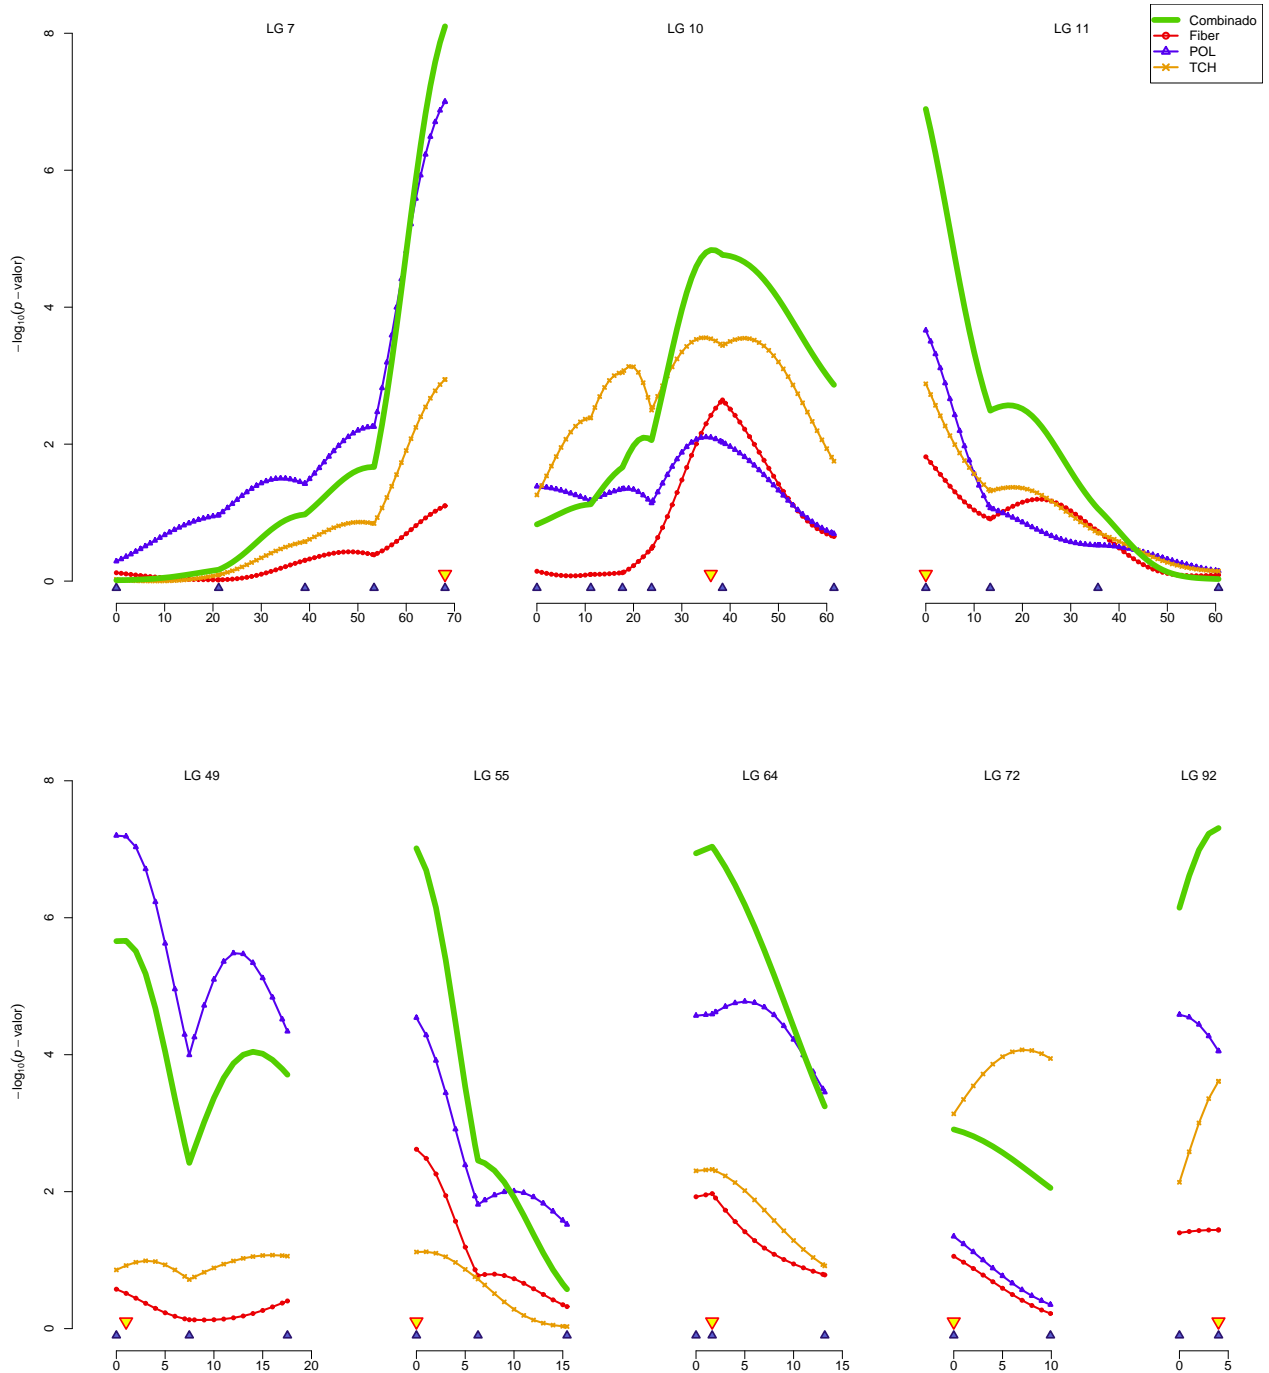 LG 7
LG 10
LG 11
Combinado
Fiber
POL
TCH
−log₁₀(p−valor)
0 2 4 6 8
0 10 20 30 40 50 60 70
0 10 20 30 40 50 60
0 10 20 30 40 50 60
LG 49
LG 55
LG 64
LG 72
LG 92
−log₁₀(p−valor)
0 2 4 6 8
0 5 10 15 20
0 5 10 15
0 5 10 15
0 5 10
0 5